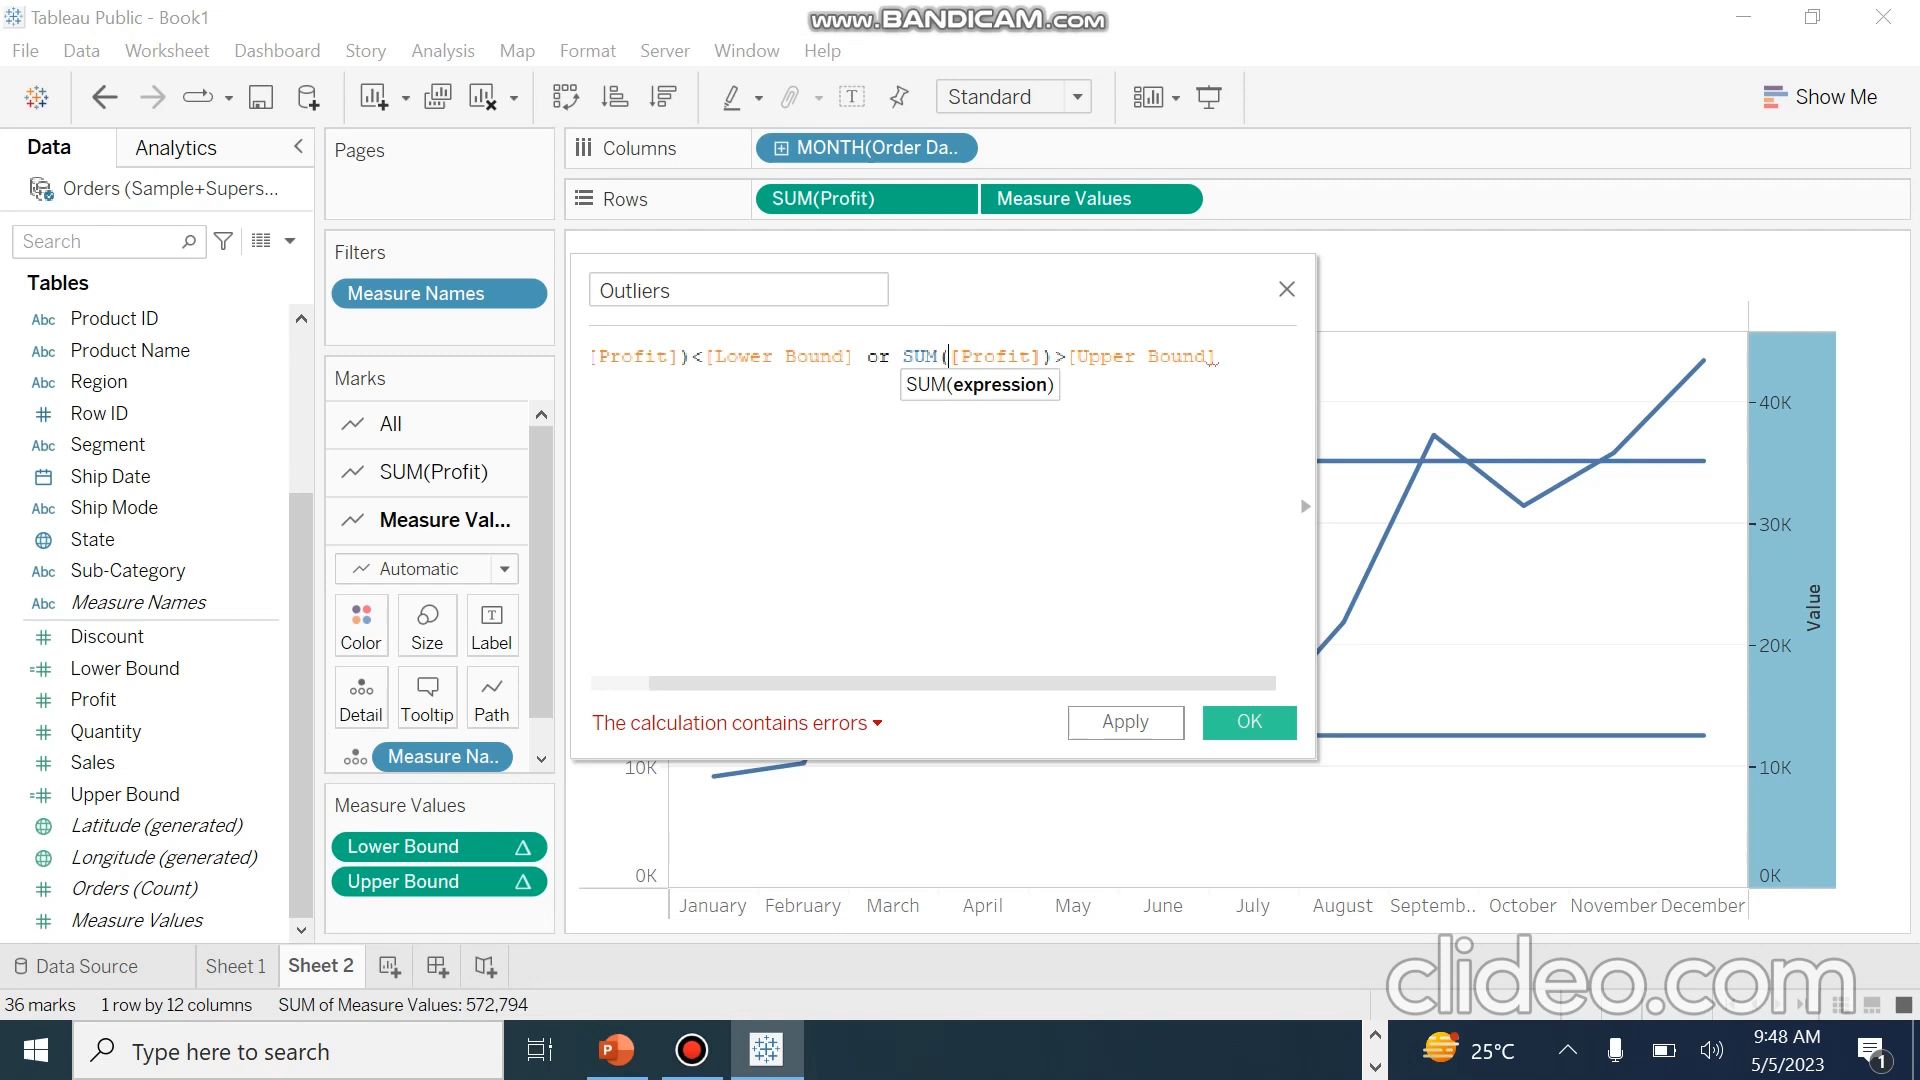 Tableau Public - Book1
www.BANDICAM.com
File Data Worksheet Dashboard Story Analysis Map Format Server Window Help
Standard
Show Me
Data
Analytics
Orders (Sample+Supers...
Search
Tables
Abc Product ID
Abc Product Name
Abc Region
Row ID
Abc Segment
Ship Date
Abc Ship Mode
State
Abc Sub-Category
Abc Measure Names
Discount
Lower Bound
Profit
Quantity
Sales
Upper Bound
Latitude (generated)
Longitude (generated)
Orders (Count)
Measure Values
Pages
Filters
Measure Names
Marks
All
SUM(Profit)
Measure Val...
Automatic
Color Size Label
Detail Tooltip Path
Measure Na..
Measure Values
Lower Bound
Upper Bound
Columns MONTH(Order Da..
Rows SUM(Profit) Measure Values
Outliers
[Profit])<[Lower Bound] or SUM([Profit])>[Upper Bound]
SUM(expression)
The calculation contains errors
Apply
OK
10K
0K
40K
30K
20K
10K
0K
Value
January February March April May June July August Septemb.. October November December
Data Source Sheet 1 Sheet 2
36 marks 1 row by 12 columns SUM of Measure Values: 572,794
clideo.com
Type here to search
25°C
9:48 AM
5/5/2023
1